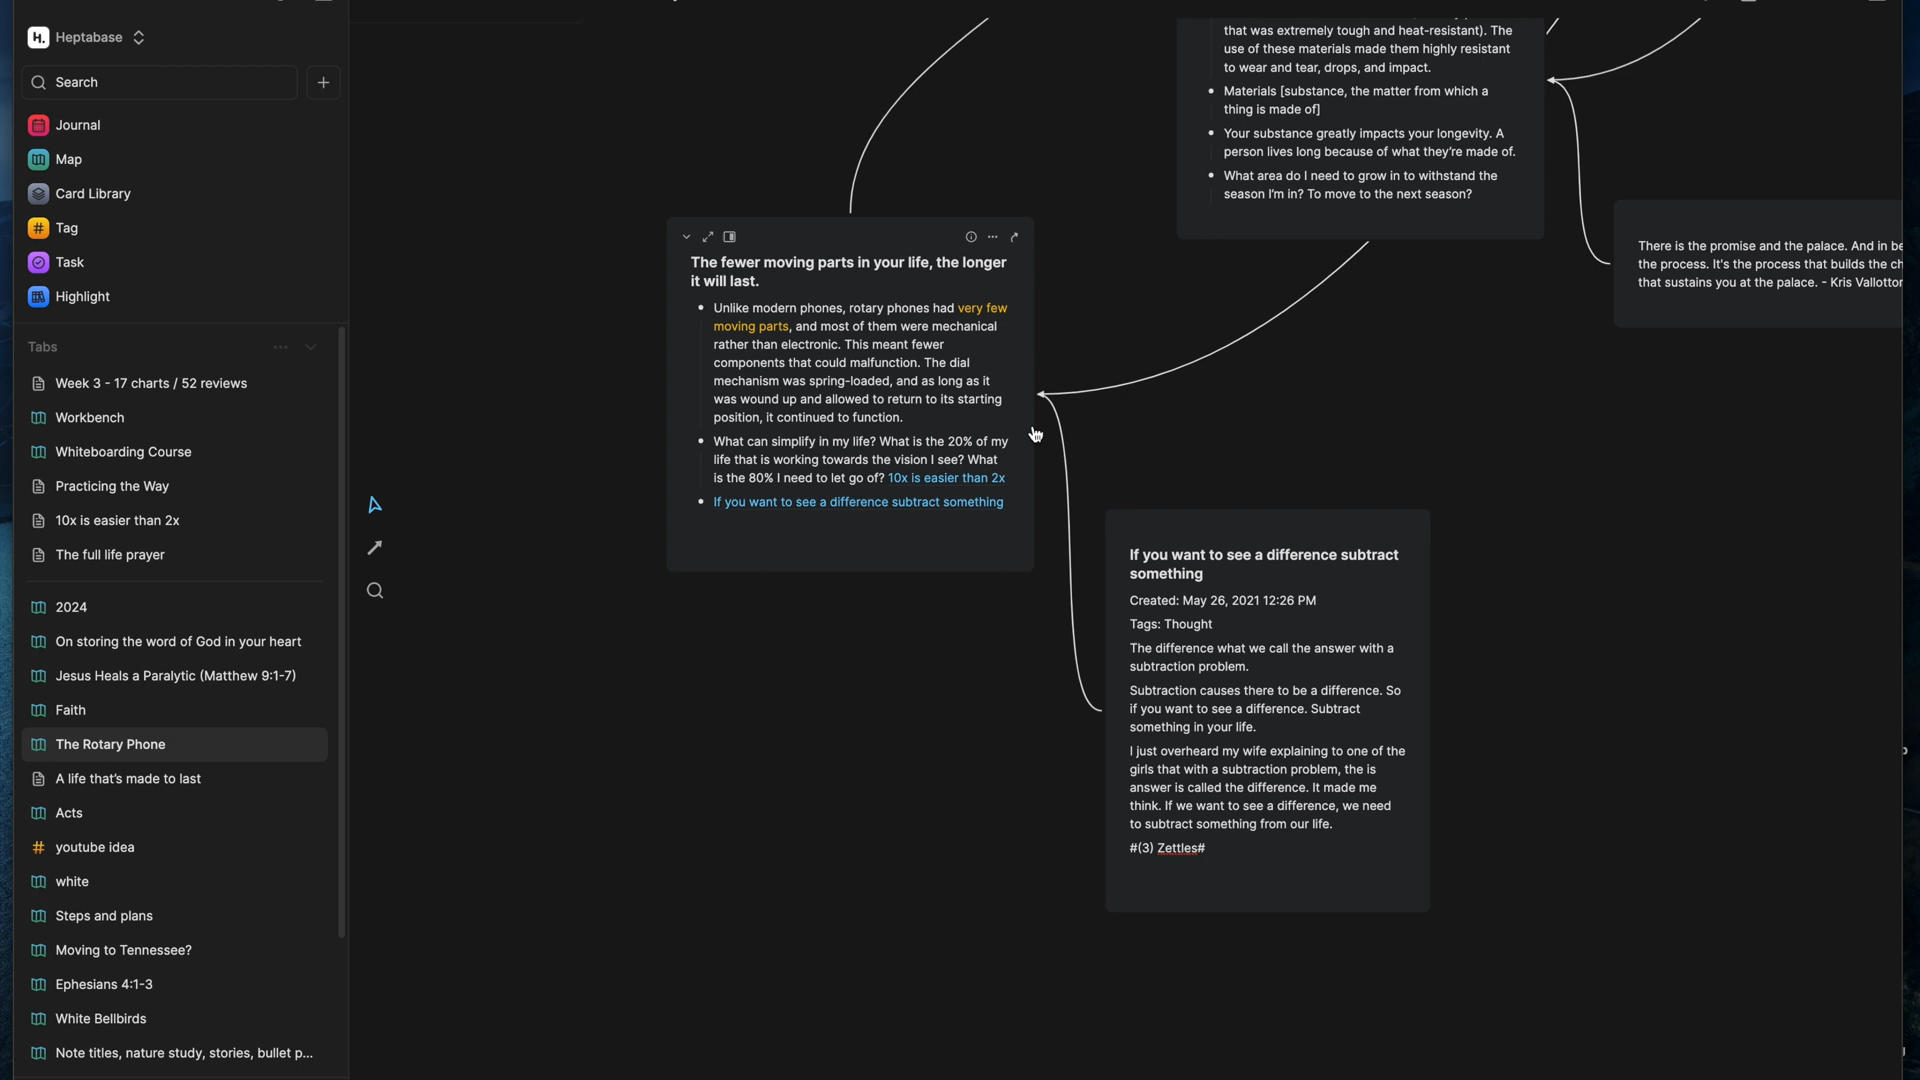 Heptabase
Search
Journal
Map
Card Library
Tag
Task
Highlight
Tabs
Week 3 - 17 charts / 52 reviews
Workbench
Whiteboarding Course
Practicing the Way
10x is easier than 2x
The full life prayer
2024
On storing the word of God in your heart
Jesus Heals a Paralytic (Matthew 9:1-7)
Faith
The Rotary Phone
A life that's made to last
Acts
youtube idea
white
Steps and plans
Moving to Tennessee?
Ephesians 4:1-3
White Bellbirds
Note titles, nature study, stories, bullet p...
The fewer moving parts in your life, the longer
it will last.
Unlike modern phones, rotary phones had very few
moving parts, and most of them were mechanical
rather than electronic. This meant fewer
components that could malfunction. The dial
mechanism was spring-loaded, and as long as it
was wound up and allowed to return to its starting
position, it continued to function.
What can simplify in my life? What is the 20% of my
life that is working towards the vision I see? What
is the 80% I need to let go of? 10x is easier than 2x
If you want to see a difference subtract something
that was extremely tough and heat-resistant). The
use of these materials made them highly resistant
to wear and tear, drops, and impact.
Materials [substance, the matter from which a
thing is made of]
Your substance greatly impacts your longevity. A
person lives long because of what they're made of.
What area do I need to grow in to withstand the
season I'm in? To move to the next season?
There is the promise and the palace. And in be
the process. It's the process that builds the ch
that sustains you at the palace. - Kris Vallotton
If you want to see a difference subtract
something
Created: May 26, 2021 12:26 PM
Tags: Thought
The difference what we call the answer with a
subtraction problem.
Subtraction causes there to be a difference. So
if you want to see a difference. Subtract
something in your life.
I just overheard my wife explaining to one of the
girls that with a subtraction problem, the is
answer is called the difference. It made me
think. If we want to see a difference, we need
to subtract something from our life.
#(3) Zettles#